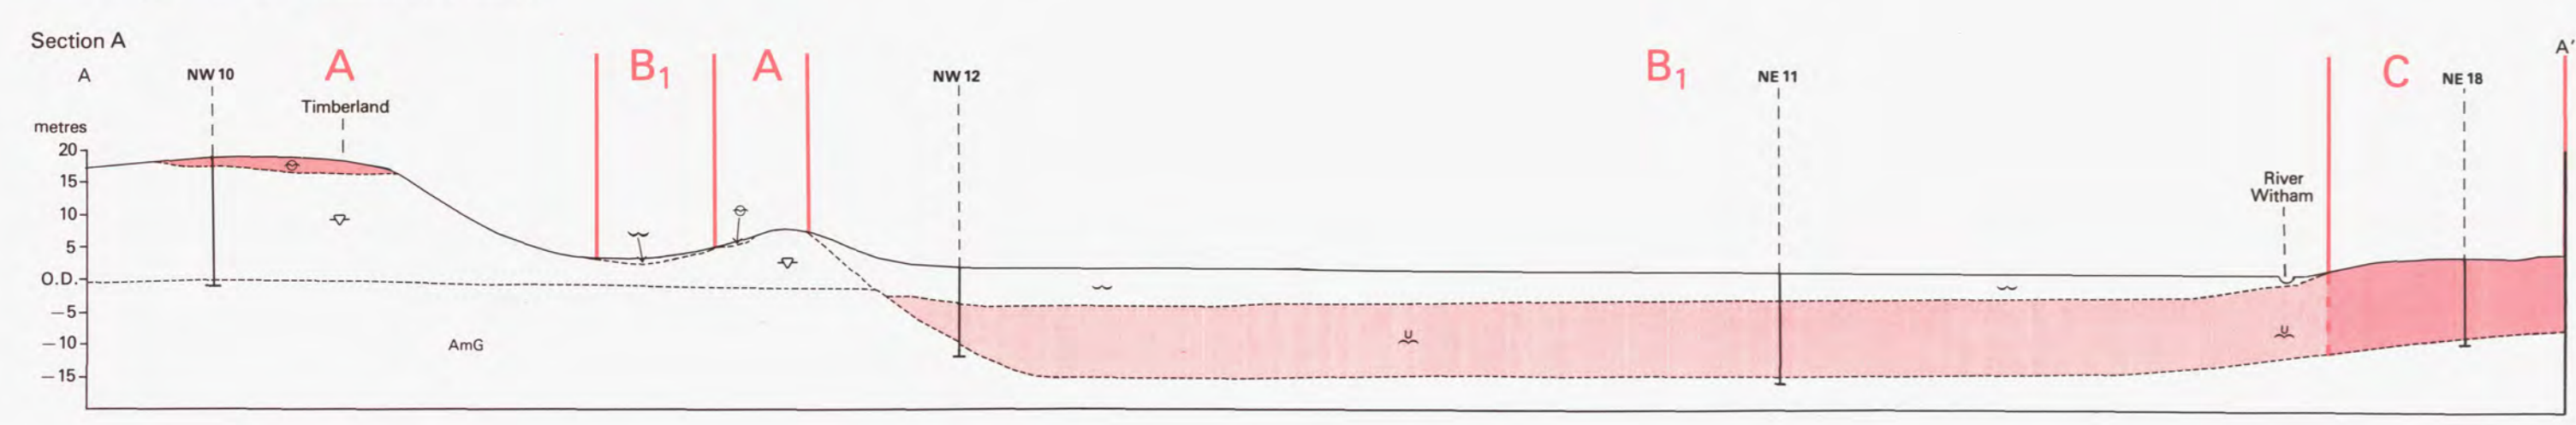 Section A
A
NW 10
A
B₁
A
NW 12
B₁
NE 11
C
NE 18
A'
Timberland
metres
20
15
10
5
O.D.
−5
−10
−15
AmG
River
Witham